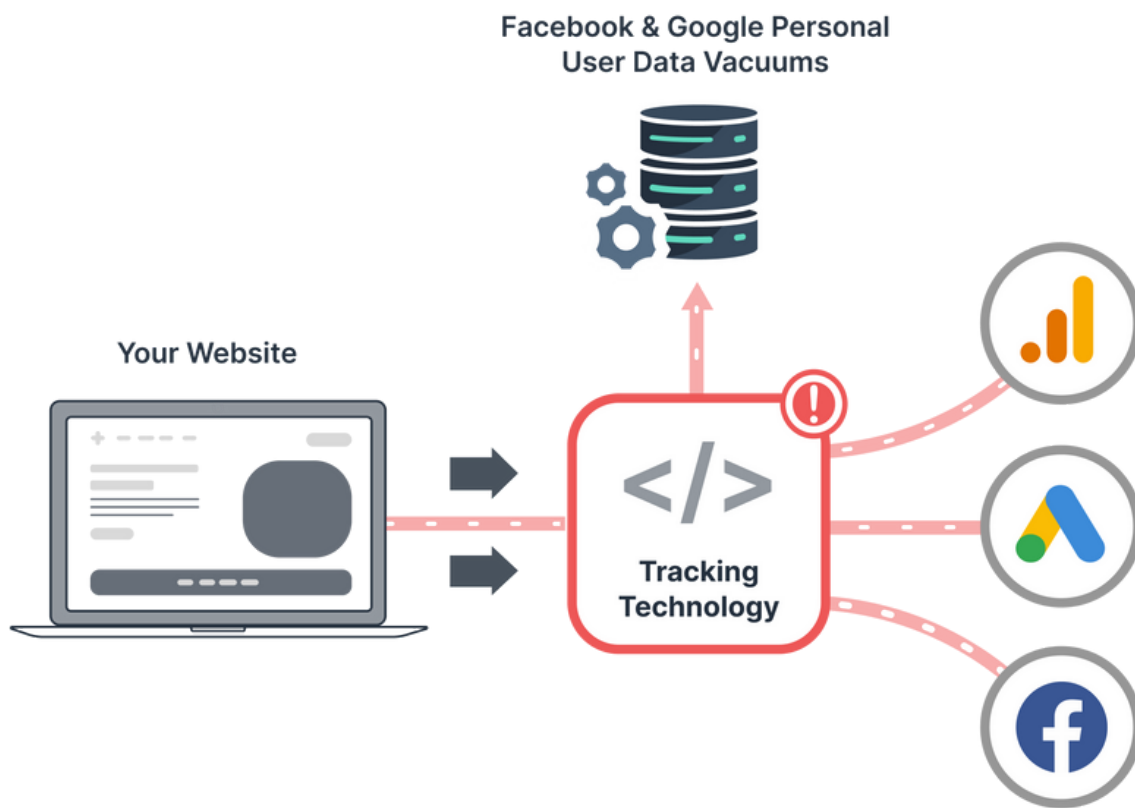 Facebook & Google Personal
User Data Vacuums
Your Website
</>
Tracking
Technology